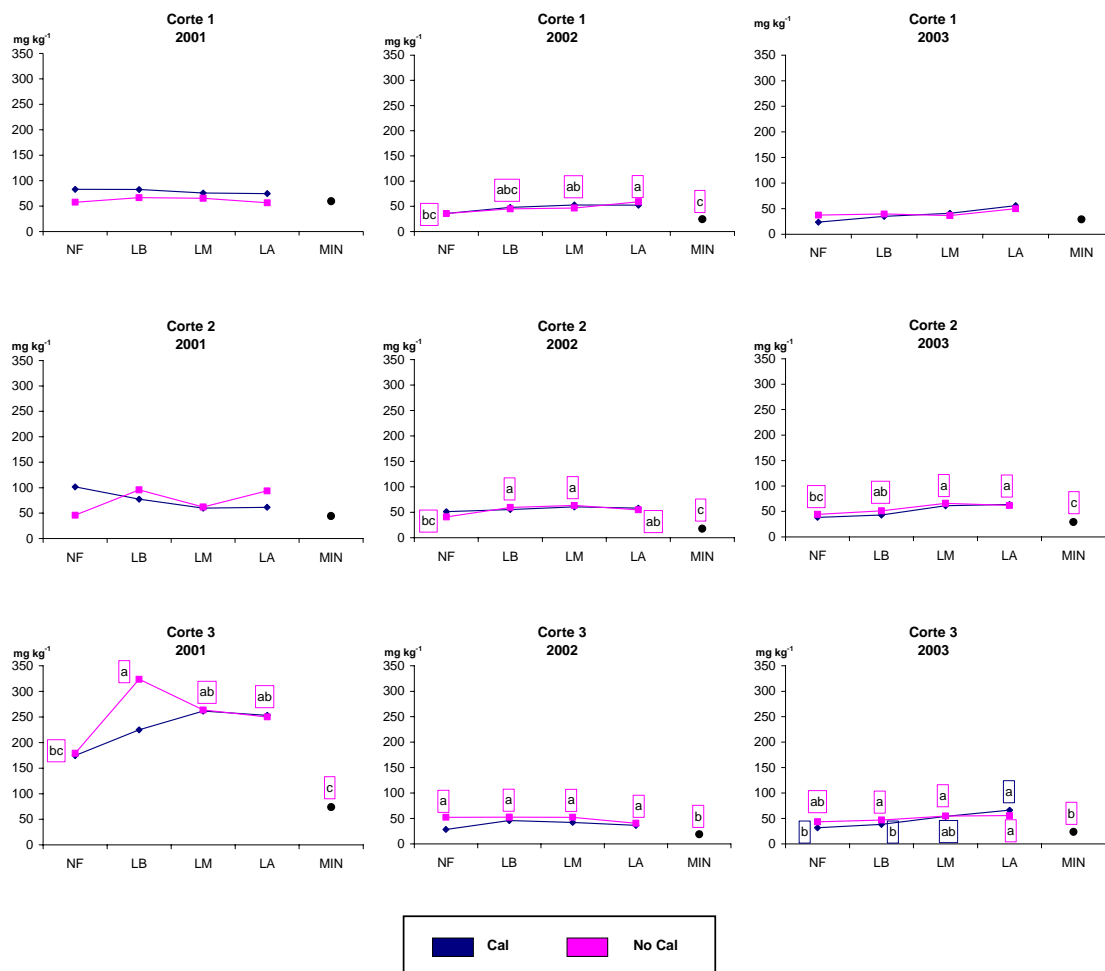 Corte 1
2001
mg kg-1
350
300
250
200
150
100
50
0
NF LB LM LA MIN
Corte 1
2002
mg kg-1
350
300
250
200
150
100
50
0
bc abc ab a c
NF LB LM LA MIN
Corte 1
2003
mg kg-1
350
300
250
200
150
100
50
0
NF LB LM LA MIN
Corte 2
2001
mg kg-1
350
300
250
200
150
100
50
0
NF LB LM LA MIN
Corte 2
2002
mg kg-1
350
300
250
200
150
100
50
0
bc a a ab c
NF LB LM LA MIN
Corte 2
2003
mg kg-1
350
300
250
200
150
100
50
0
bc ab a a c
NF LB LM LA MIN
Corte 3
2001
mg kg-1
350
300
250
200
150
100
50
0
bc a ab ab c
NF LB LM LA MIN
Corte 3
2002
mg kg-1
350
300
250
200
150
100
50
0
a a a a b
NF LB LM LA MIN
Corte 3
2003
mg kg-1
350
300
250
200
150
100
50
0
ab a a a b
b b ab a
NF LB LM LA MIN
Cal No Cal